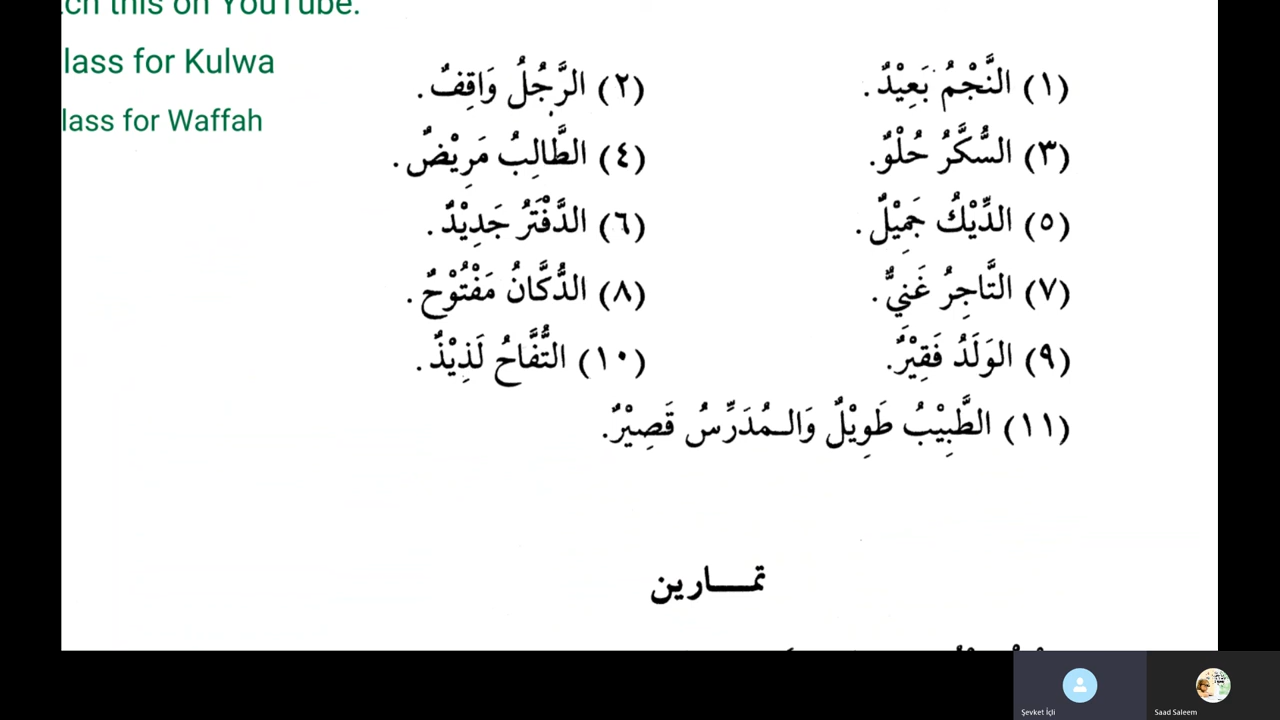 ch this on YouTube.
lass for Kulwa
lass for Waffah
(١) النَّجْمُ بَعِيْدٌ. (٢) الرَّجُلُ وَاقِفٌ.
(٣) السُّكَّرُ حُلْوٌ. (٤) الطَّالِبُ مَرِيْضٌ.
(٥) الدِّيْكُ جَمِيْلٌ. (٦) الدَّفْتَرُ جَدِيْدٌ.
(٧) التَّاجِرُ غَنِيٌّ. (٨) الدُّكَّانُ مَفْتُوْحٌ.
(٩) الوَلَدُ فَقِيْرٌ. (١٠) التُّفَّاحُ لَذِيْذٌ.
(١١) الطَّبِيْبُ طَوِيْلٌ وَالـمُدَرِّسُ قَصِيْرٌ.
تمـــارين
Şevket İçli Saad Saleem